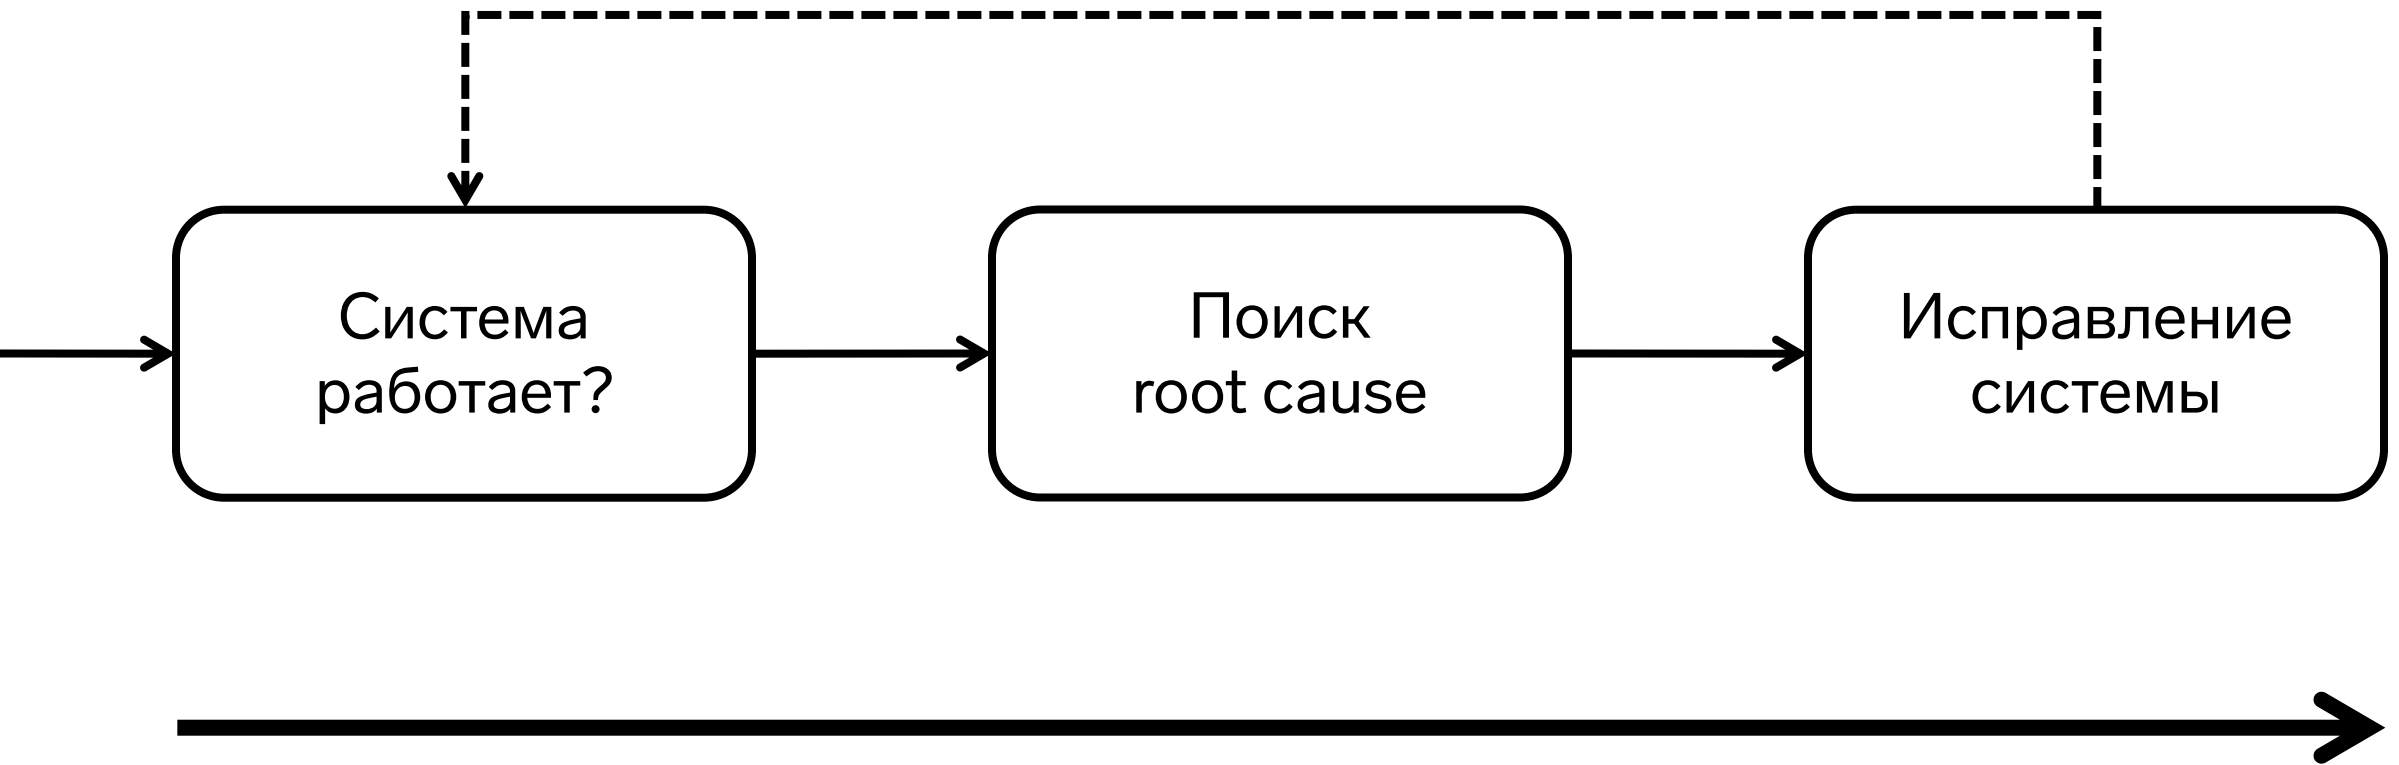 Система
работает?
Поиск
root cause
Исправление
системы